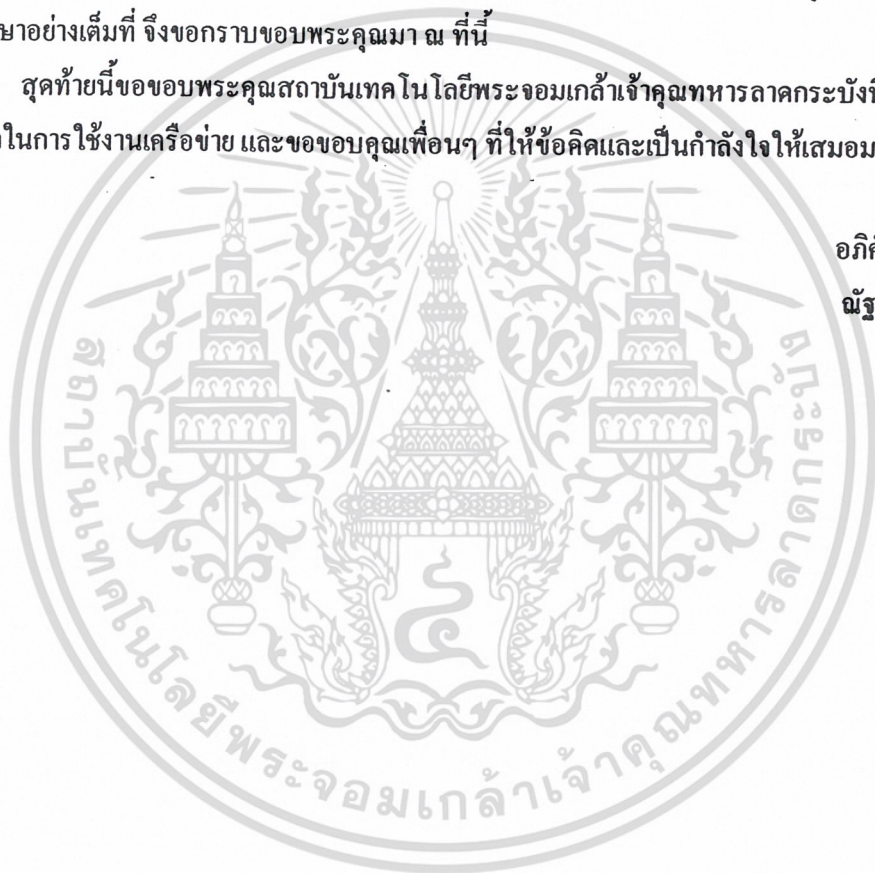 ษาอย่างเต็มที่ จึงขอกราบขอบพระคุณมา ณ ที่นี้
สุดท้ายนี้ขอขอบพระคุณสถาบันเทคโนโลยีพระจอมเกล้าเจ้าคุณทหารลาดกระบัง
ในการใช้งานเครือข่าย และขอขอบคุณเพื่อนๆ ที่ให้ข้อคิดและเป็นกำลังใจให้เสมอม
อภิ
ณัฐ
สถาบันเทคโนโลยีพระจอมเกล้าเจ้าคุณทหารลาดกระบัง
๔